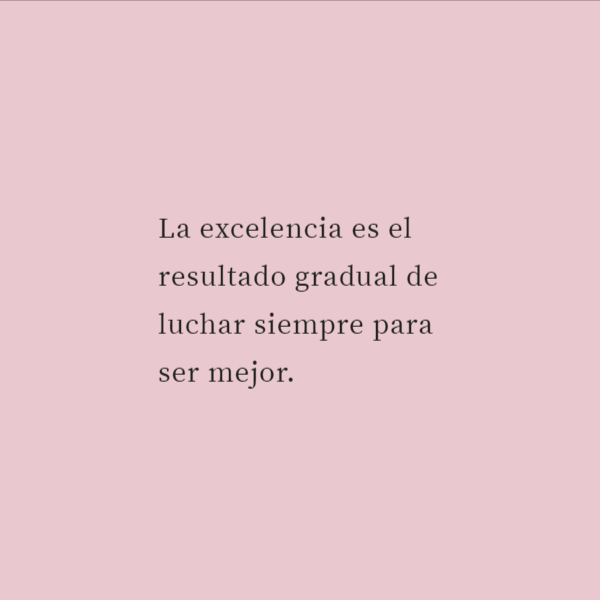 La excelencia es el
resultado gradual de
luchar siempre para
ser mejor.